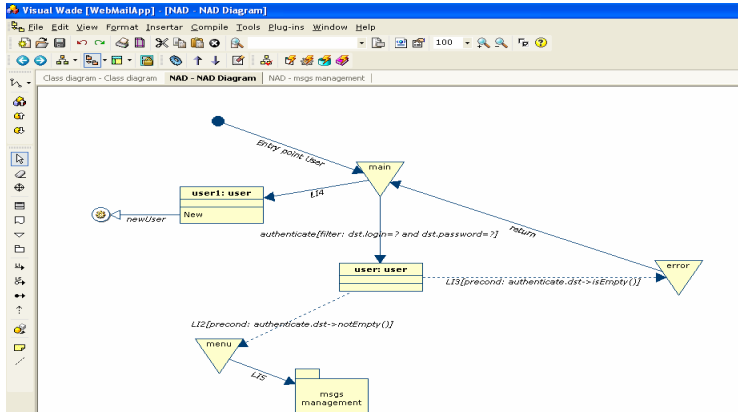 Visual Wade [WebMailApp] - [NAD - NAD Diagram]
File Edit View Format Insertar Compile Tools Plug-ins Window Help
100
Class diagram - Class diagram NAD - NAD Diagram NAD - msgs management
Entry point User
main
LI4
user1: user
New
newUser
authenticate[filter: dst.login=? and dst.password=?]
return
error
user: user
LI3[precond: authenticate.dst->isEmpty()]
LI2[precond: authenticate.dst->notEmpty()]
menu
LI5
msgs
management